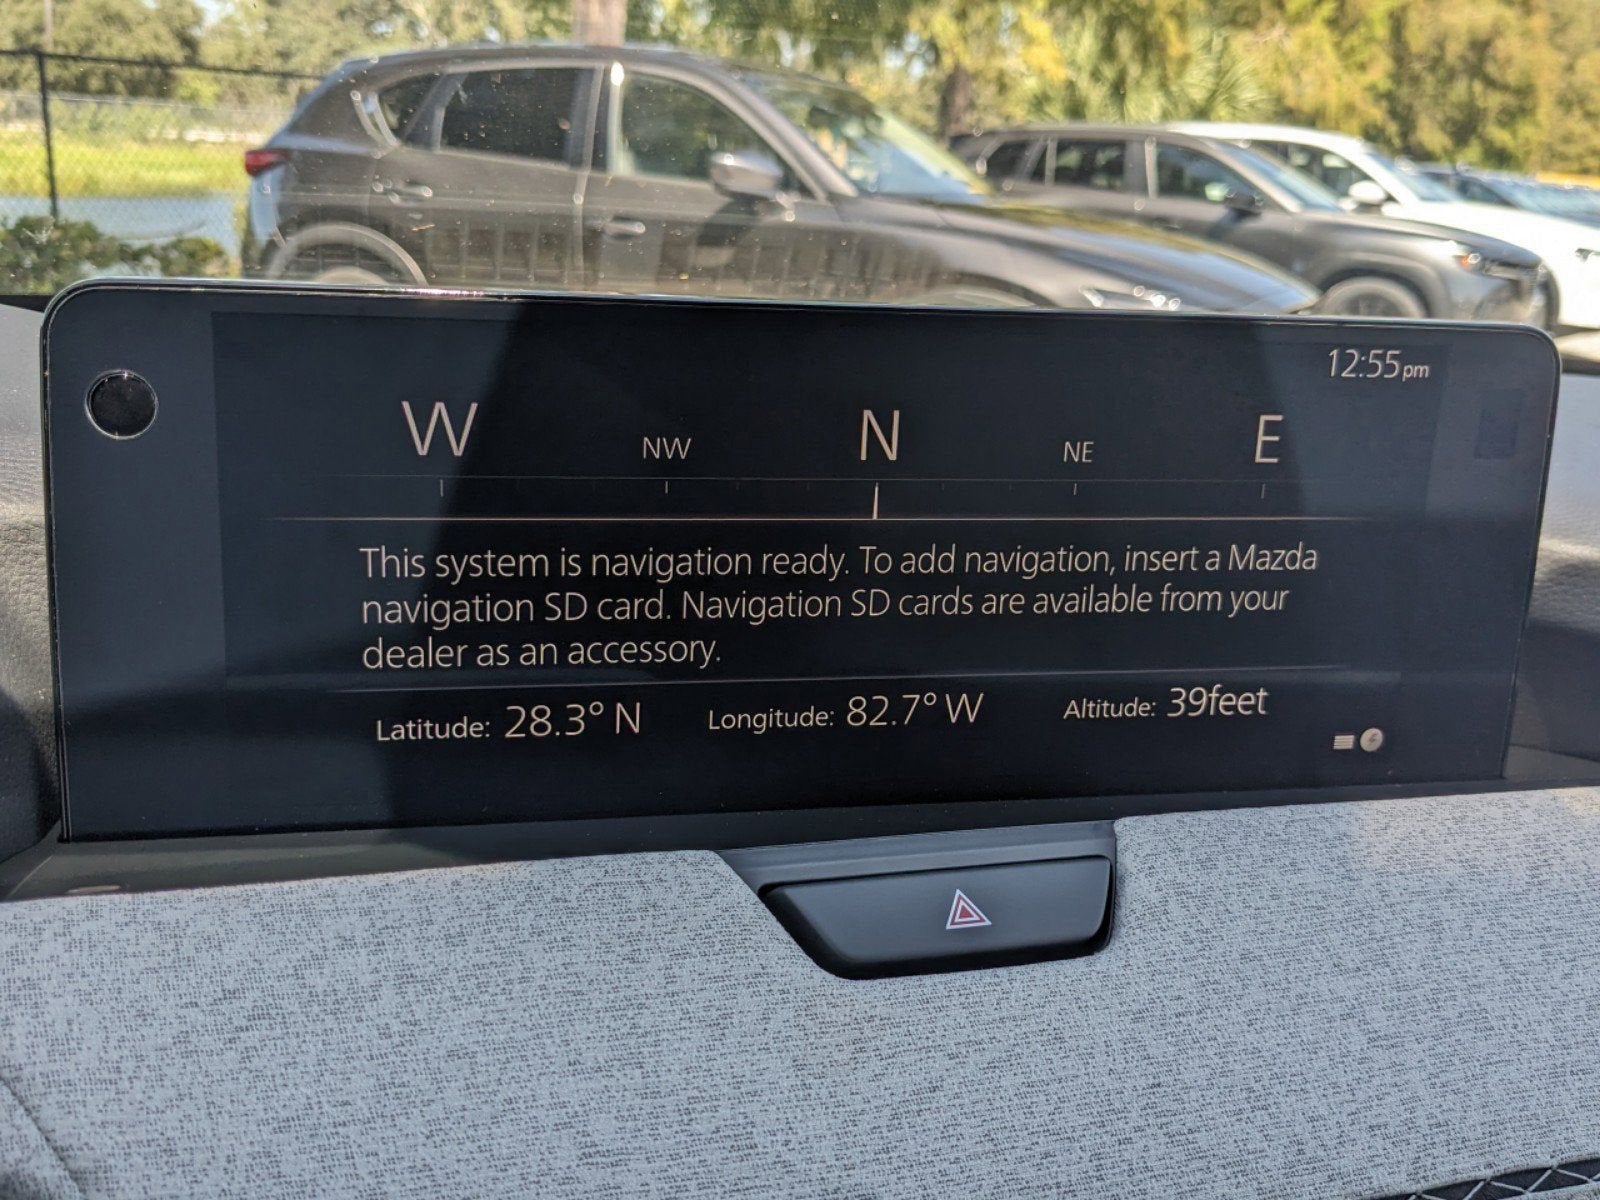 12:55pm
W NW N NE E
This system is navigation ready. To add navigation, insert a Mazda
navigation SD card. Navigation SD cards are available from your
dealer as an accessory.
Latitude: 28.3° N Longitude: 82.7° W Altitude: 39feet